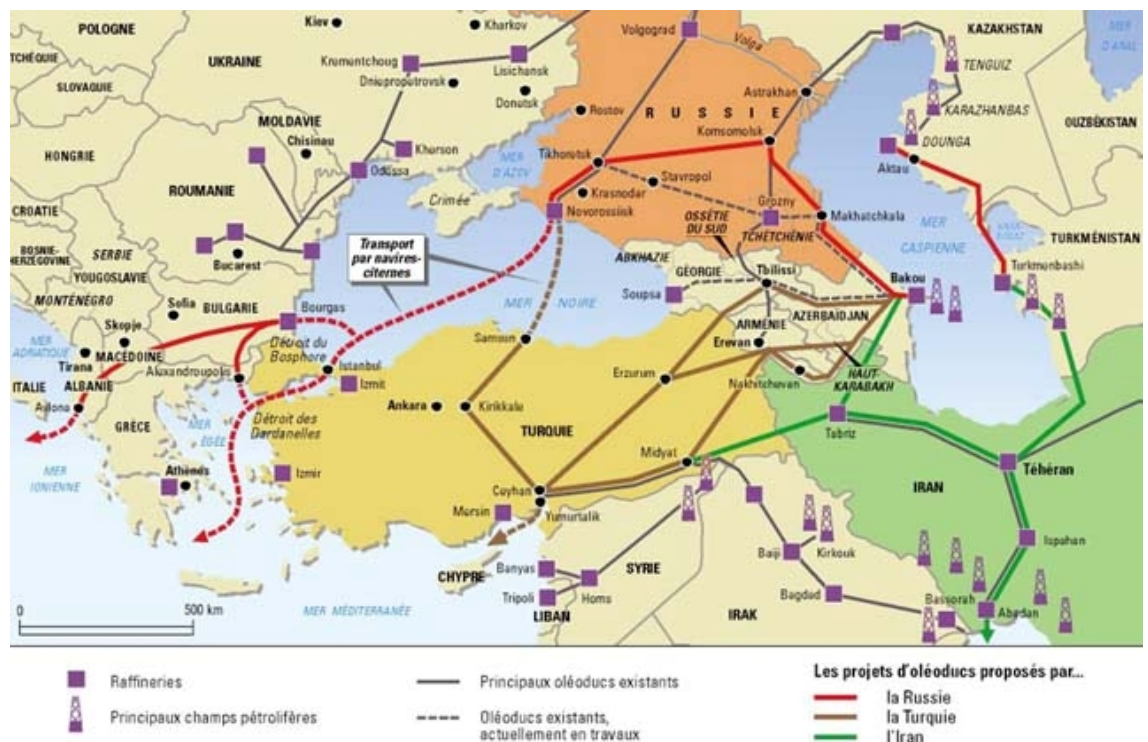 POLOGNE
Kiev
Kharkov
Volgograd
Volga
KAZAKHSTAN
MER
D'ARAL
TCHÉQUIE
UKRAINE
Krementchoug
Lisichansk
TENGUIZ
SLOVAQUIE
Dniepropetrovsk
Donetsk
Astrakhan
KARAZHANBAS
Rostov
RUSSIE
OUZBÉKISTAN
MOLDAVIE
Chisinau
Komsomolsk
DOUNGA
HONGRIE
Kherson
MER
D'AZOV
Tikhoretsk
Aktau
Odessa
Stavropol
ROUMANIE
Crimée
Krasnodar
Grozny
CROATIE
Novorossiisk
OSSÉTIE
DU SUD
Makhatchkala
MER
CASPIENNE
BOSNIE-
HERZÉGOVINE
SERBIE
Bucarest
Transport
par navires-
citernes
TCHÉTCHÉNIE
TURKMÉNISTAN
YOUGOSLAVIE
ABKHAZIE
GÉORGIE
Tbilissi
Bakou
Turkmenbashi
MONTÉNÉGRO
Sofia
BULGARIE
Bourgas
MER NOIRE
Soupsa
AZERBAÏDJAN
MER
ADRIATIQUE
Skopje
MACÉDOINE
Détroit du
Bosphore
Samsun
ARMÉNIE
Erevan
Tirana
Istanbul
ITALIE
ALBANIE
Alexandroupolis
Izmit
Erzurum
Nakhitchevan
HAUT-
KARABAKH
Avlona
Détroit des
Dardanelles
Ankara
Kirikkale
GRÈCE
MER
ÉGÉE
TURQUIE
Tabriz
Midyat
Téhéran
MER
IONIENNE
Athènes
Izmir
Ceyhan
IRAN
Mersin
Yumurtalik
Ispahan
Banyas
SYRIE
Baiji
Kirkouk
CHYPRE
Tripoli
Homs
Bagdad
Bassorah
Abadan
0
500 km
MER MÉDITERRANÉE
LIBAN
IRAK
Raffineries
Principaux champs pétrolifères
Principaux oléoducs existants
Oléoducs existants,
actuellement en travaux
Les projets d'oléoducs proposés par...
la Russie
la Turquie
l'Iran